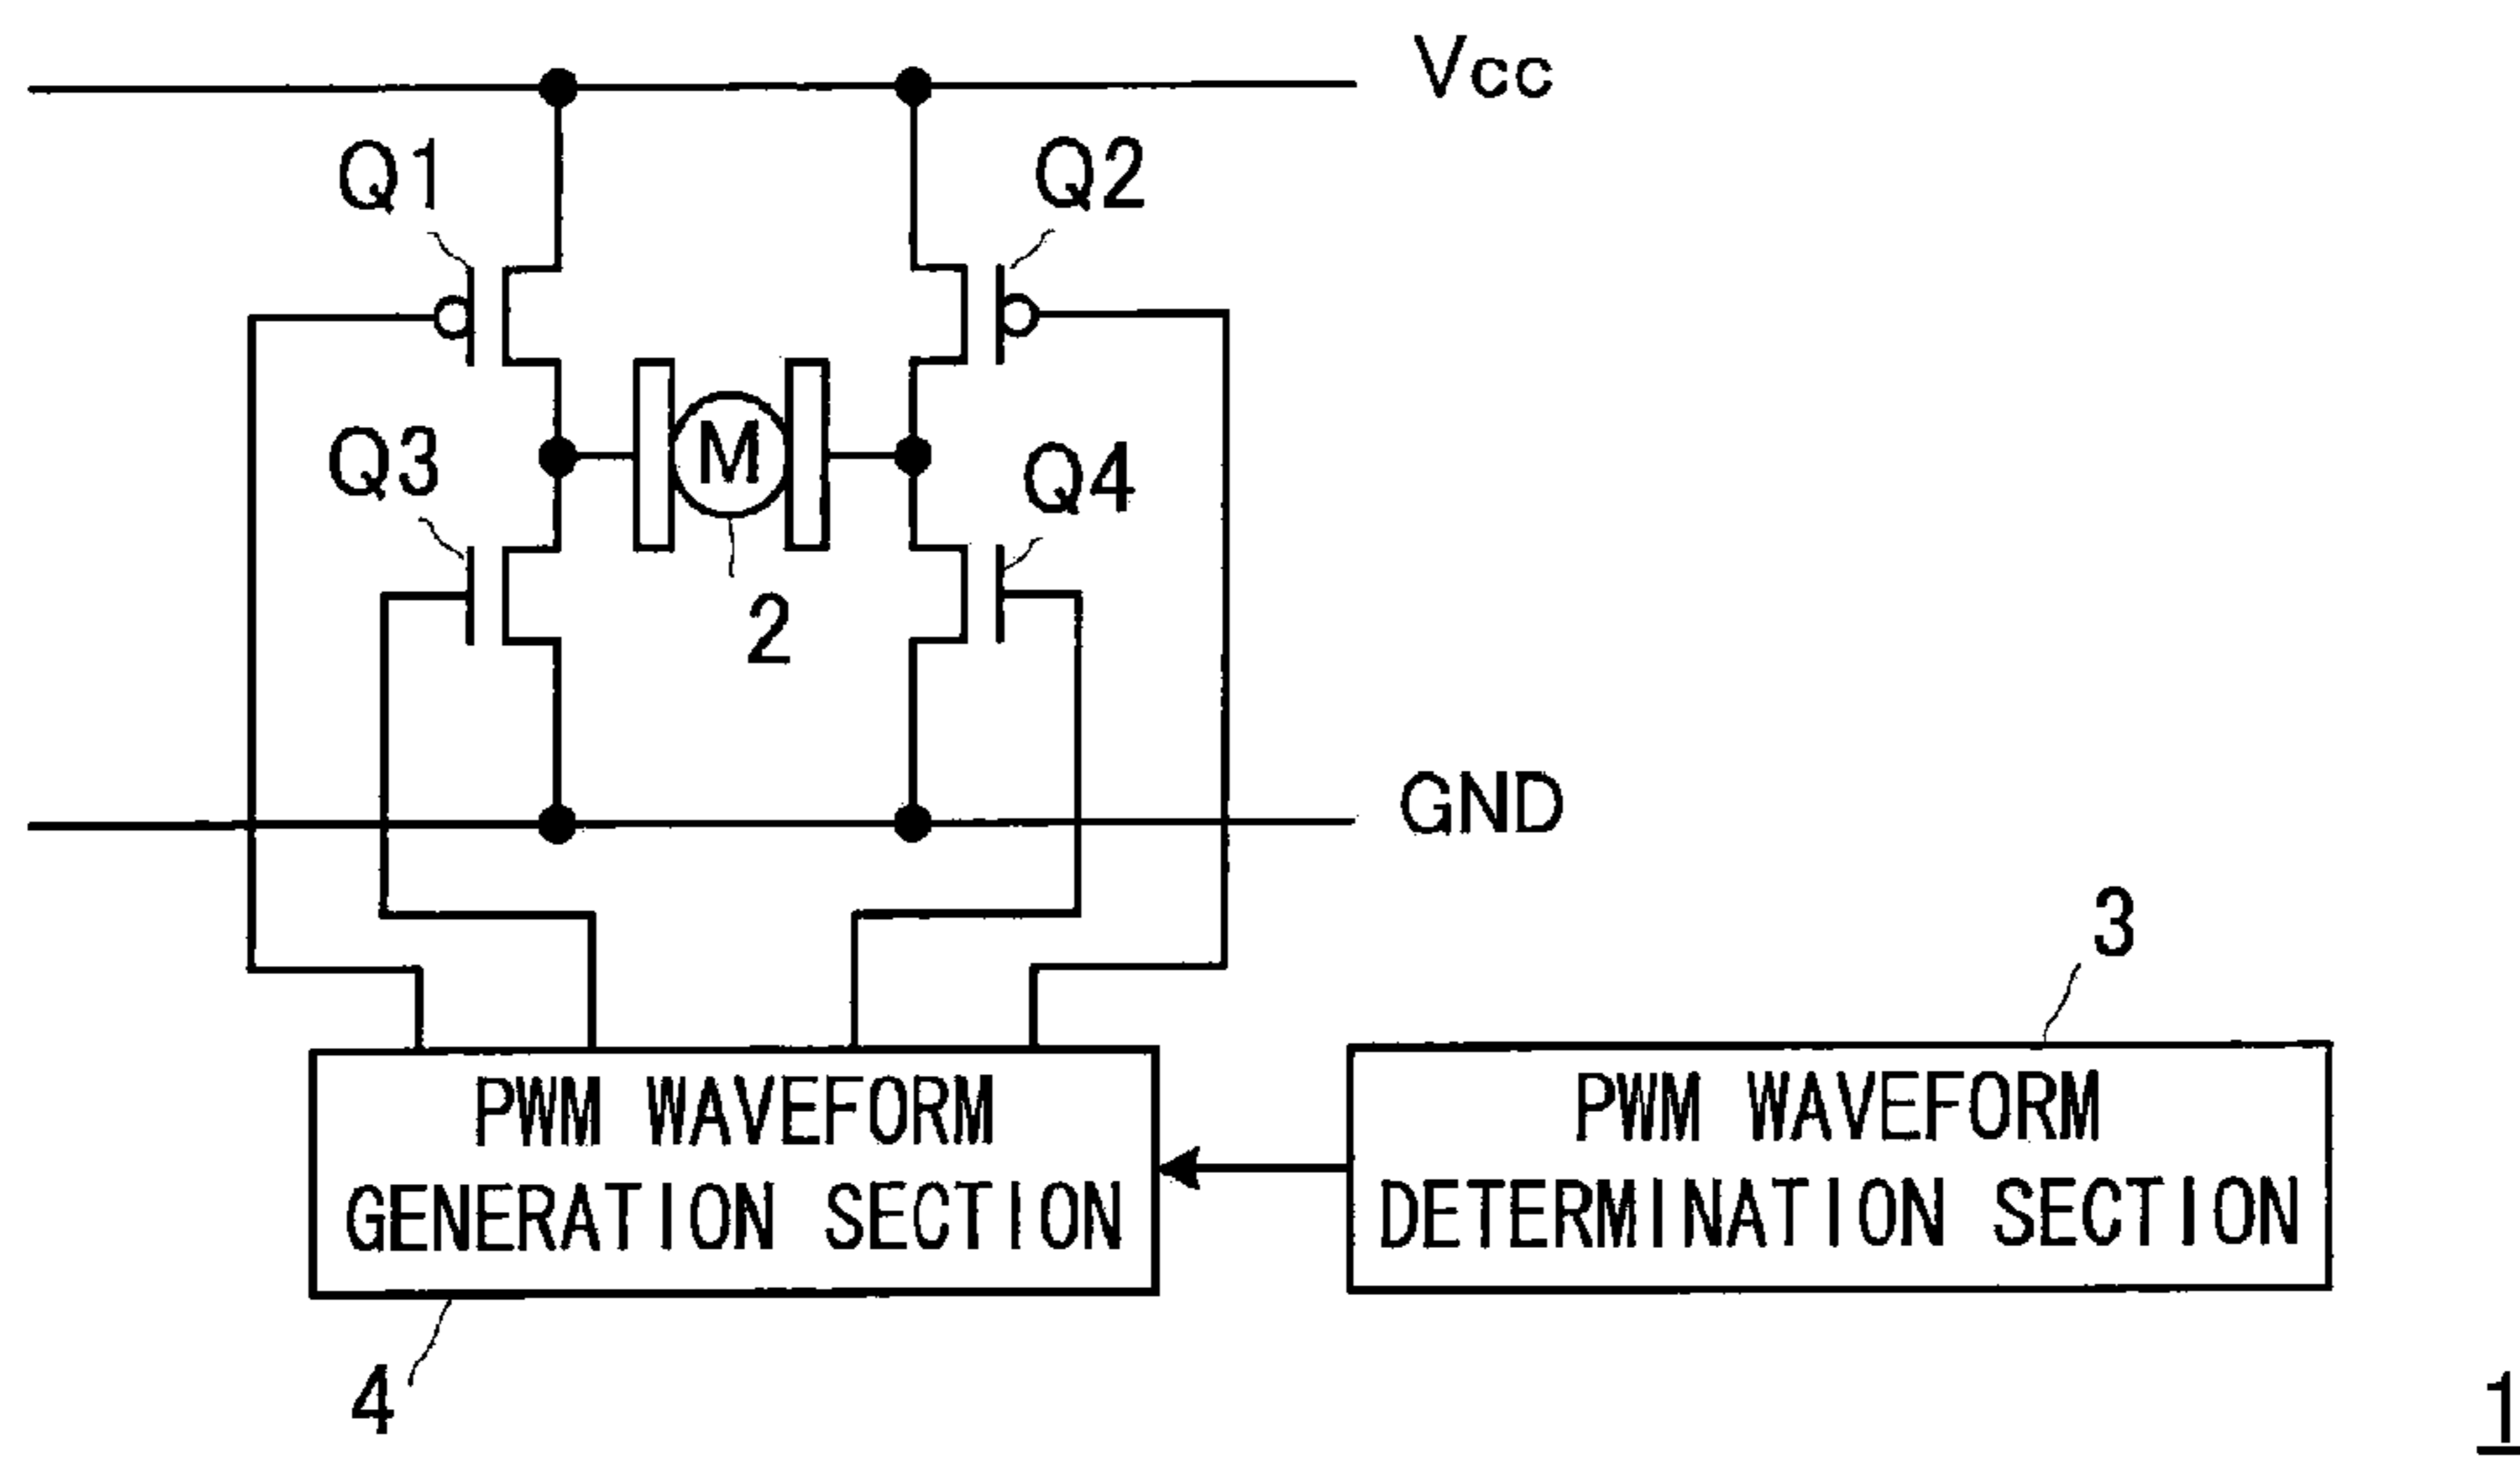 Vcc
Q1
Q2
Q3
M
Q4
2
GND
3
PWM WAVEFORM
GENERATION SECTION
PWM WAVEFORM
DETERMINATION SECTION
4
1